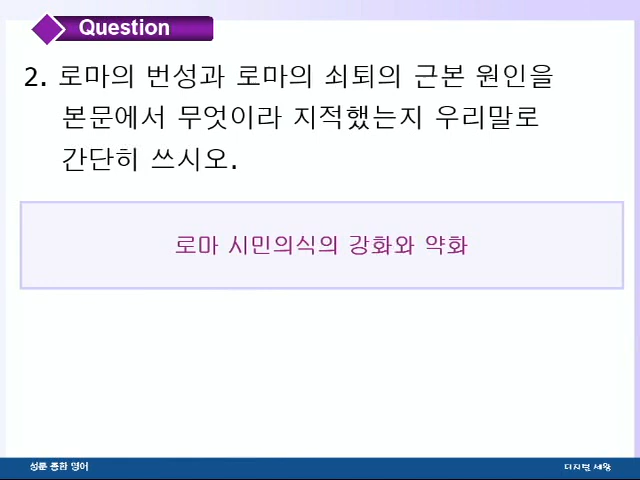 Question
2. 로마의 번성과 로마의 쇠퇴의 근본 원인을
본문에서 무엇이라 지적했는지 우리말로
간단히 쓰시오.
로마 시민의식의 강화와 약화
성문 종합 영어
디지털 세왕